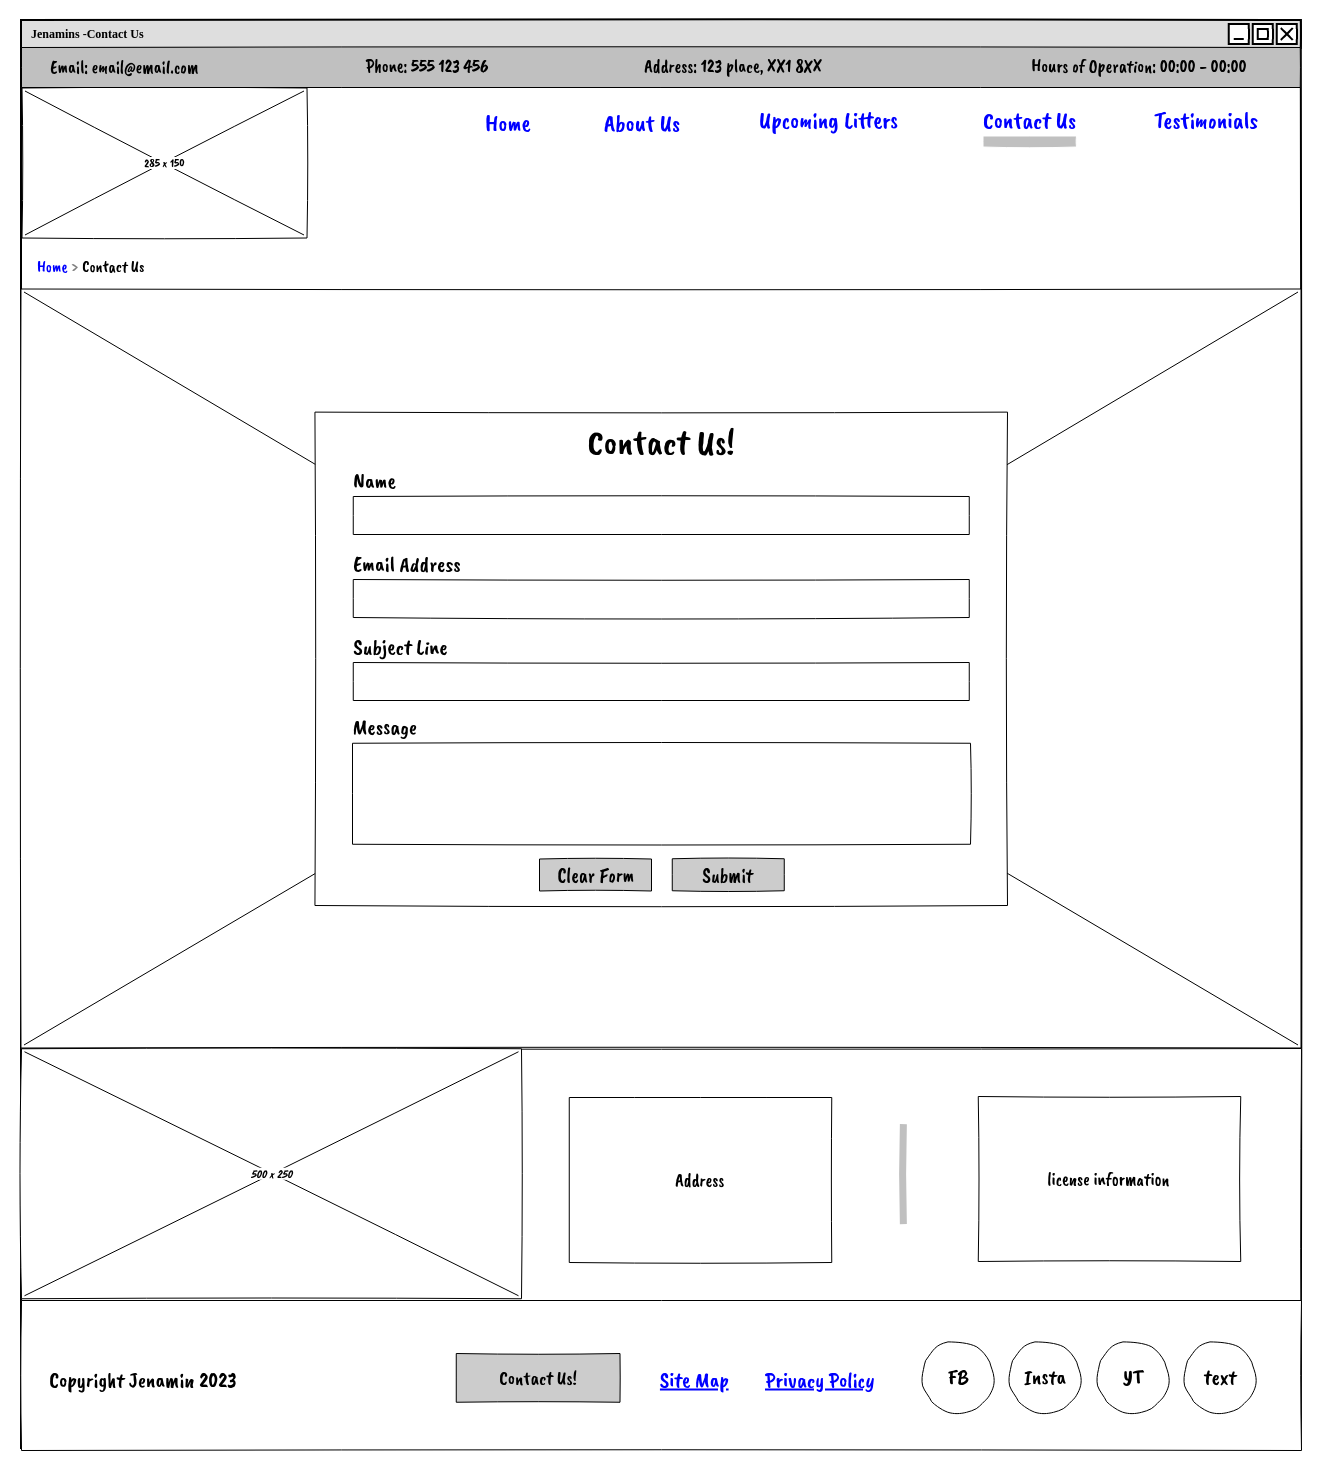 Jenamins -Contact Us
Email: email@email.com
Phone: 555 123 456
Address: 123 place, XX1 8XX
Hours of Operation: 00:00 - 00:00
285 x 150
Home
About Us
Upcoming Litters
Contact Us
Testimonials
Home > Contact Us
Contact Us!
Name
Email Address
Subject Line
Message
Clear Form
Submit
500 x 250
Address
license information
Copyright Jenamin 2023
Contact Us!
Site Map
Privacy Policy
FB
Insta
YT
text